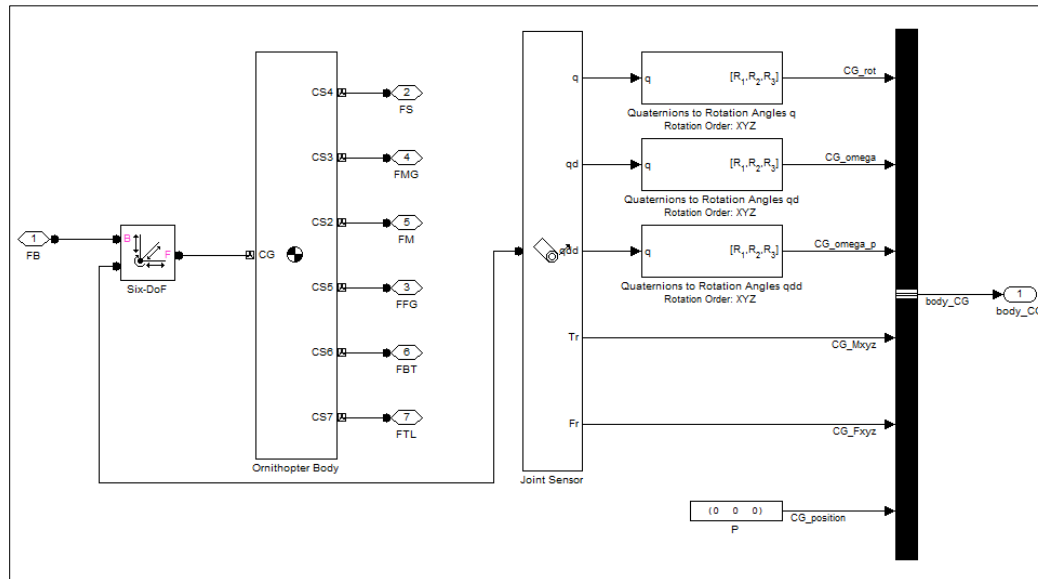 1
FB
B
F
Six-DoF
CG
CS4
CS3
CS2
CS5
CS6
CS7
Ornithopter Body
2
FS
4
FMG
5
FM
3
FFG
6
FBT
7
FTL
q
qd
qdd
Tr
Fr
Joint Sensor
q [R1,R2,R3]
Quaternions to Rotation Angles q
Rotation Order: XYZ
q [R1,R2,R3]
Quaternions to Rotation Angles qd
Rotation Order: XYZ
q [R1,R2,R3]
Quaternions to Rotation Angles qdd
Rotation Order: XYZ
(0 0 0)
P
CG_rot
CG_omega
CG_omega_p
CG_Mxyz
CG_Fxyz
CG_position
body_CG
1
body_CG